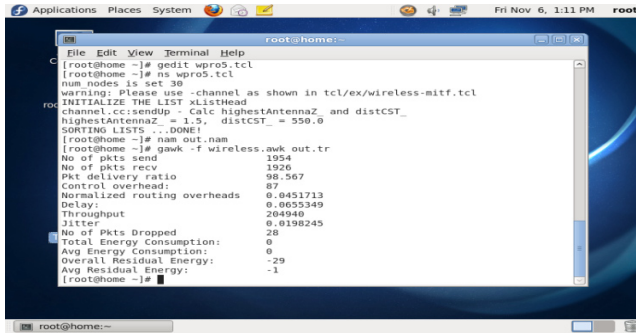 Applications Places System Fri Nov 6, 1:11 PM root
root@home:~
File Edit View Terminal Help
[root@home ~]# gedit wpro5.tcl
[root@home ~]# ns wpro5.tcl
num_nodes is set 30
warning: Please use -channel as shown in tcl/ex/wireless-mitf.tcl
INITIALIZE THE LIST xListHead
channel.cc:sendUp - Calc highestAntennaZ_ and distCST_
highestAntennaZ_ = 1.5, distCST_ = 550.0
SORTING LISTS ...DONE!
[root@home ~]# nam out.nam
[root@home ~]# gawk -f wireless.awk out.tr
No of pkts send 1954
No of pkts recv 1926
Pkt delivery ratio 98.567
Control overhead: 87
Normalized routing overheads 0.0451713
Delay: 0.0655349
Throughput 204940
Jitter 0.0198245
No of Pkts Dropped 28
Total Energy Consumption: 0
Avg Energy Consumption: 0
Overall Residual Energy: -29
Avg Residual Energy: -1
[root@home ~]#
root@home:~